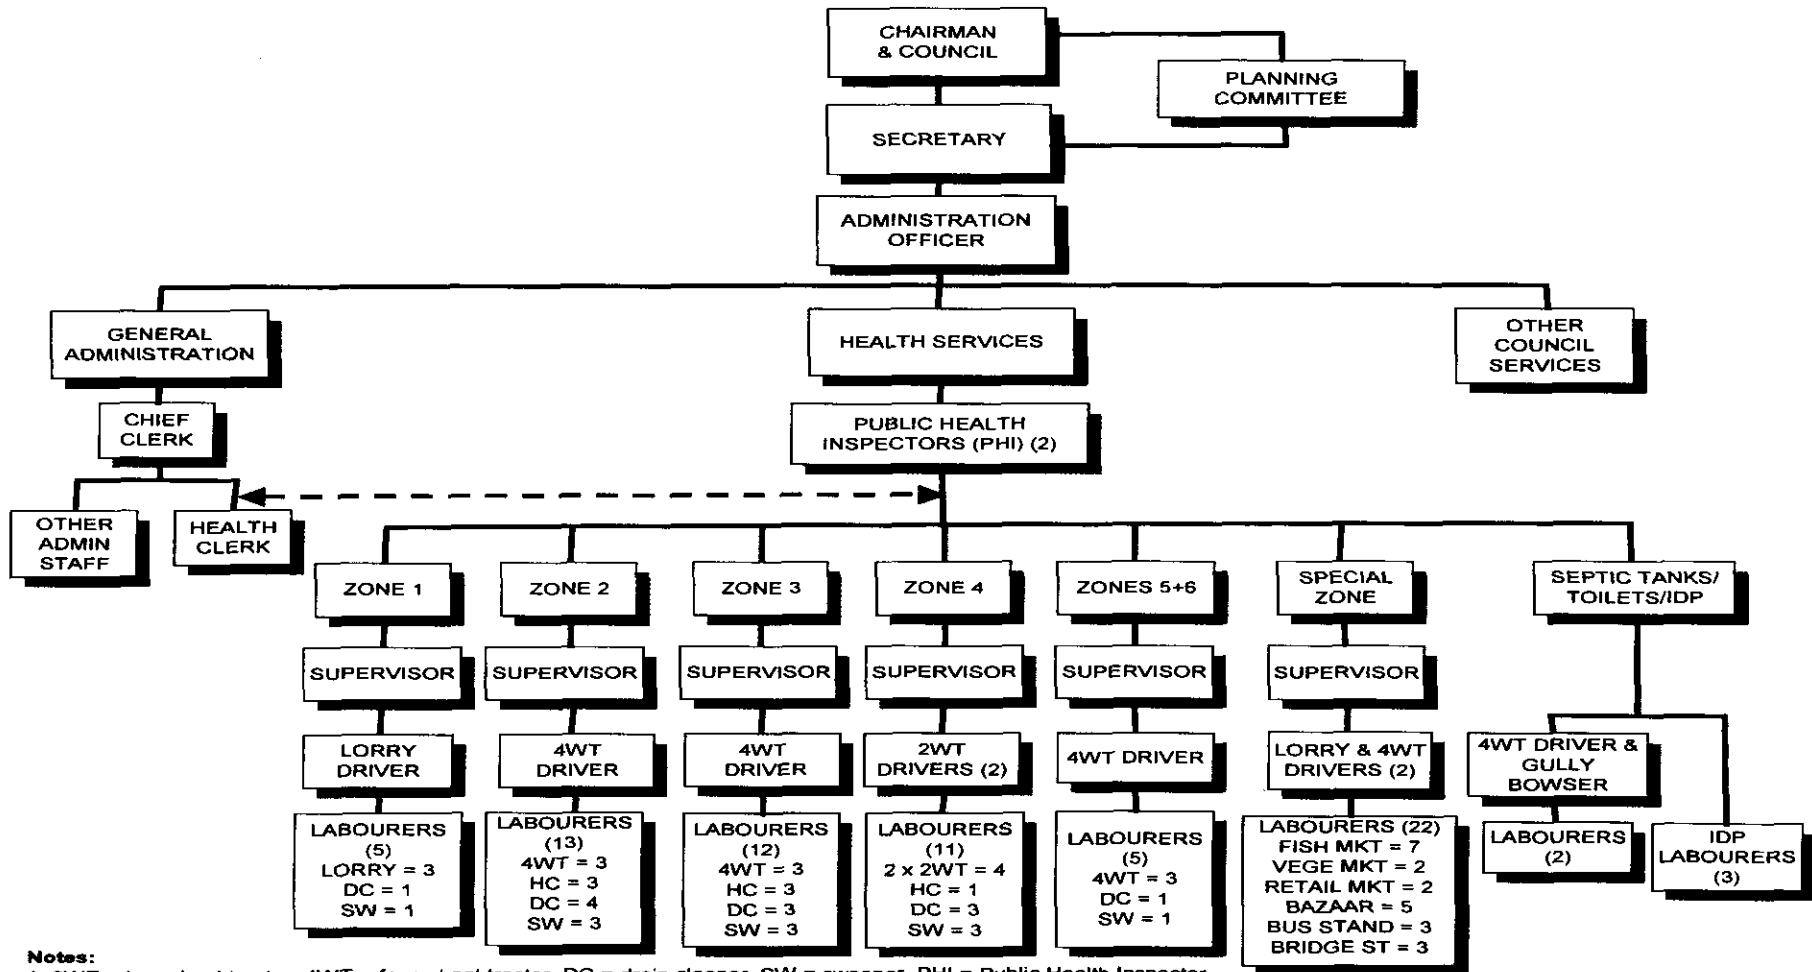 CHAIRMAN
& COUNCIL
PLANNING
COMMITTEE
SECRETARY
ADMINISTRATION
OFFICER
GENERAL
ADMINISTRATION
HEALTH SERVICES
OTHER
COUNCIL
SERVICES
CHIEF
CLERK
PUBLIC HEALTH
INSPECTORS (PHI) (2)
OTHER
ADMIN
STAFF
HEALTH
CLERK
ZONE 1
ZONE 2
ZONE 3
ZONE 4
ZONES 5+6
SPECIAL
ZONE
SEPTIC TANKS/
TOILETS/IDP
SUPERVISOR
SUPERVISOR
SUPERVISOR
SUPERVISOR
SUPERVISOR
SUPERVISOR
LORRY
DRIVER
4WT
DRIVER
4WT
DRIVER
2WT
DRIVERS (2)
4WT DRIVER
LORRY & 4WT
DRIVERS (2)
4WT DRIVER &
GULLY
BOWSER
LABOURERS
(5)
LORRY = 3
DC = 1
SW = 1
LABOURERS
(13)
4WT = 3
HC = 3
DC = 4
SW = 3
LABOURERS
(12)
4WT = 3
HC = 3
DC = 3
SW = 3
LABOURERS
(11)
2 x 2WT = 4
HC = 1
DC = 3
SW = 3
LABOURERS
(5)
4WT = 3
DC = 1
SW = 1
LABOURERS (22)
FISH MKT = 7
VEGE MKT = 2
RETAIL MKT = 2
BAZAAR = 5
BUS STAND = 3
BRIDGE ST = 3
LABOURERS
(2)
IDP
LABOURERS
(3)
Notes: